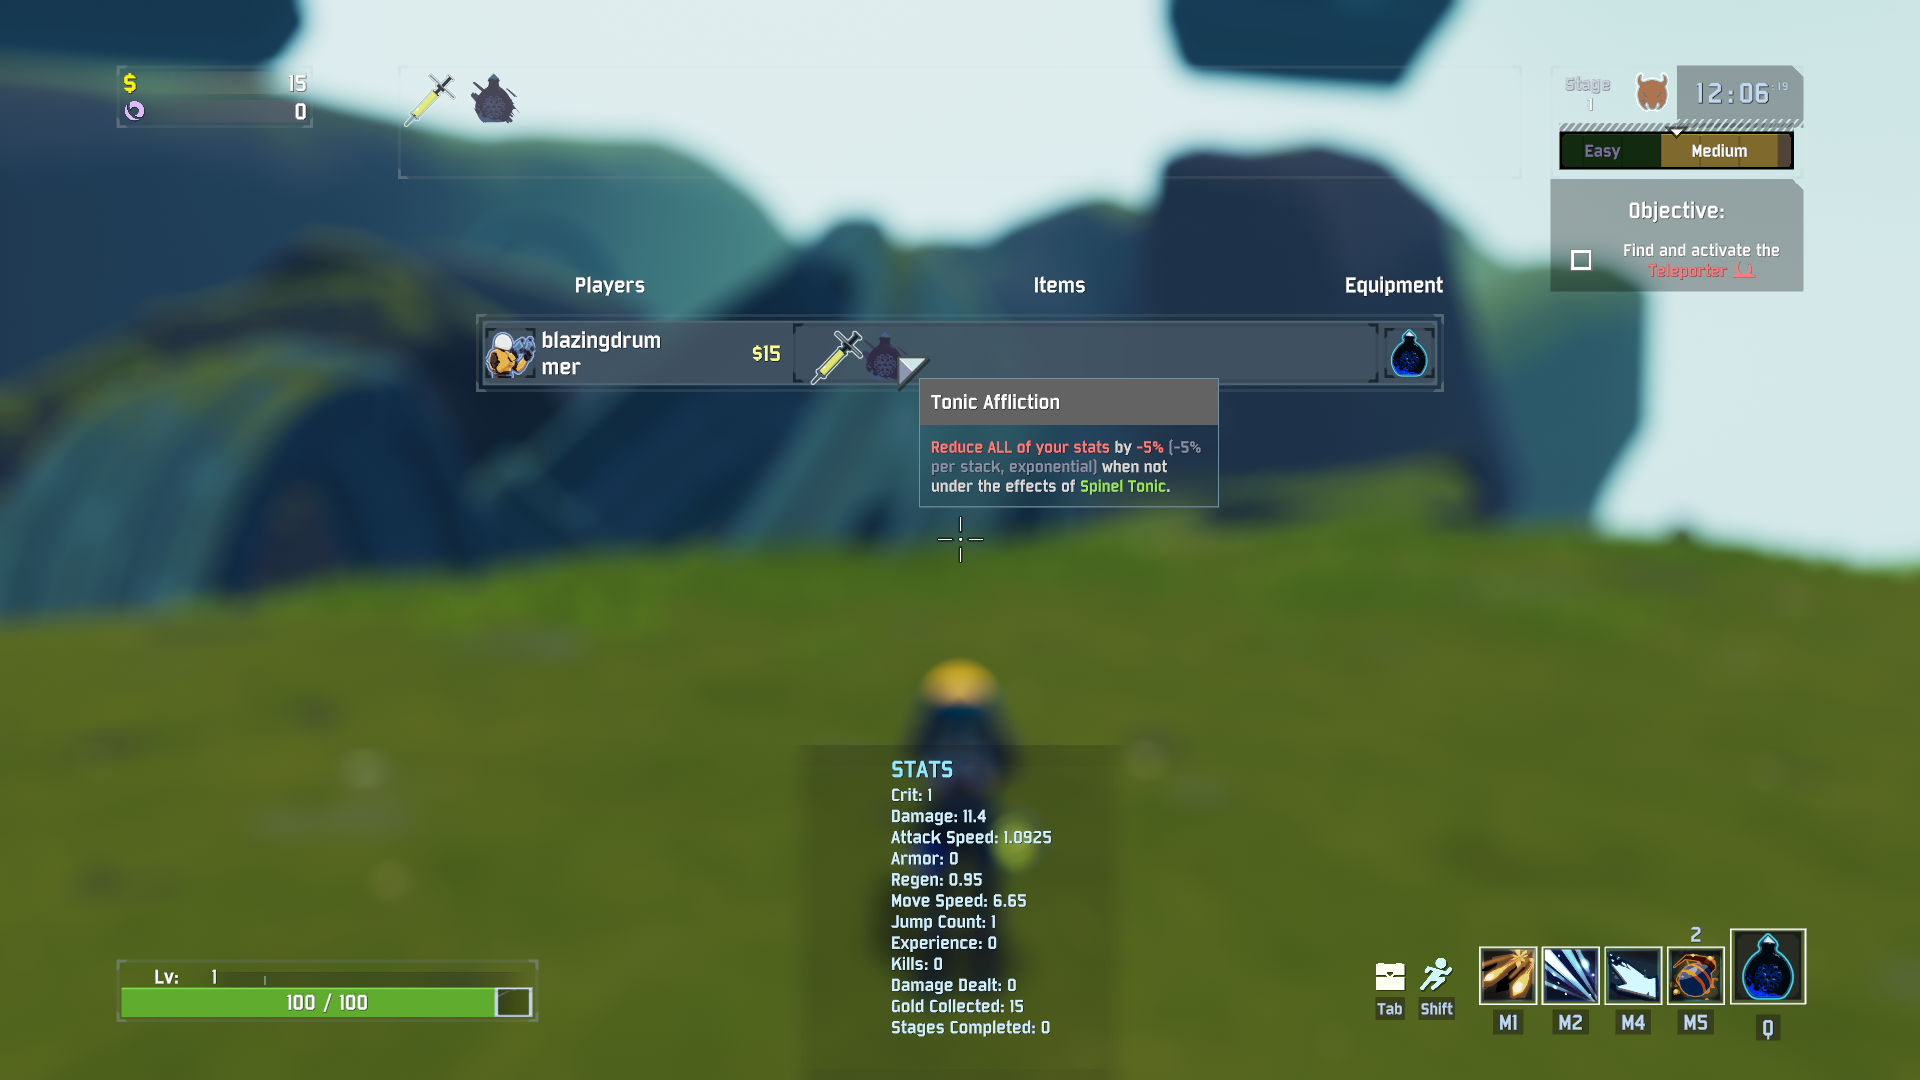 $ 15
0
Stage
1
12:06:19
Easy
Medium
Objective:
Find and activate the
Teleporter
Players
Items
Equipment
blazingdrum
mer
$15
Tonic Affliction
Reduce ALL of your stats by -5% (-5%
per stack, exponential) when not
under the effects of Spinel Tonic.
STATS
Crit: 1
Damage: 11.4
Attack Speed: 1.0925
Armor: 0
Regen: 0.95
Move Speed: 6.65
Jump Count: 1
Experience: 0
Kills: 0
Damage Dealt: 0
Gold Collected: 15
Stages Completed: 0
Lv: 1
100 / 100
2
Tab
Shift
M1
M2
M4
M5
Q